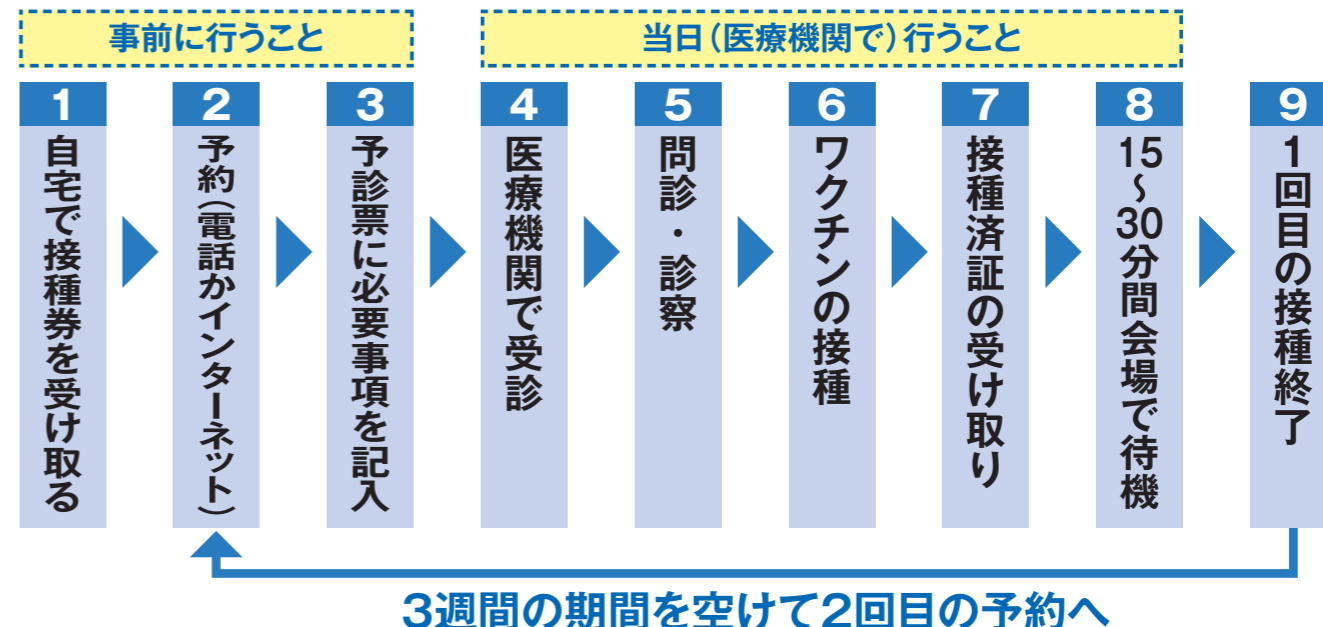 事前に行うこと
当日(医療機関で)行うこと
1
自宅で接種券を受け取る
2
予約(電話かインターネット)
3
予診票に必要事項を記入
4
医療機関で受診
5
問診・診察
6
ワクチンの接種
7
接種済証の受け取り
8
15~30分間会場で待機
9
1回目の接種終了
3週間の期間を空けて2回目の予約へ